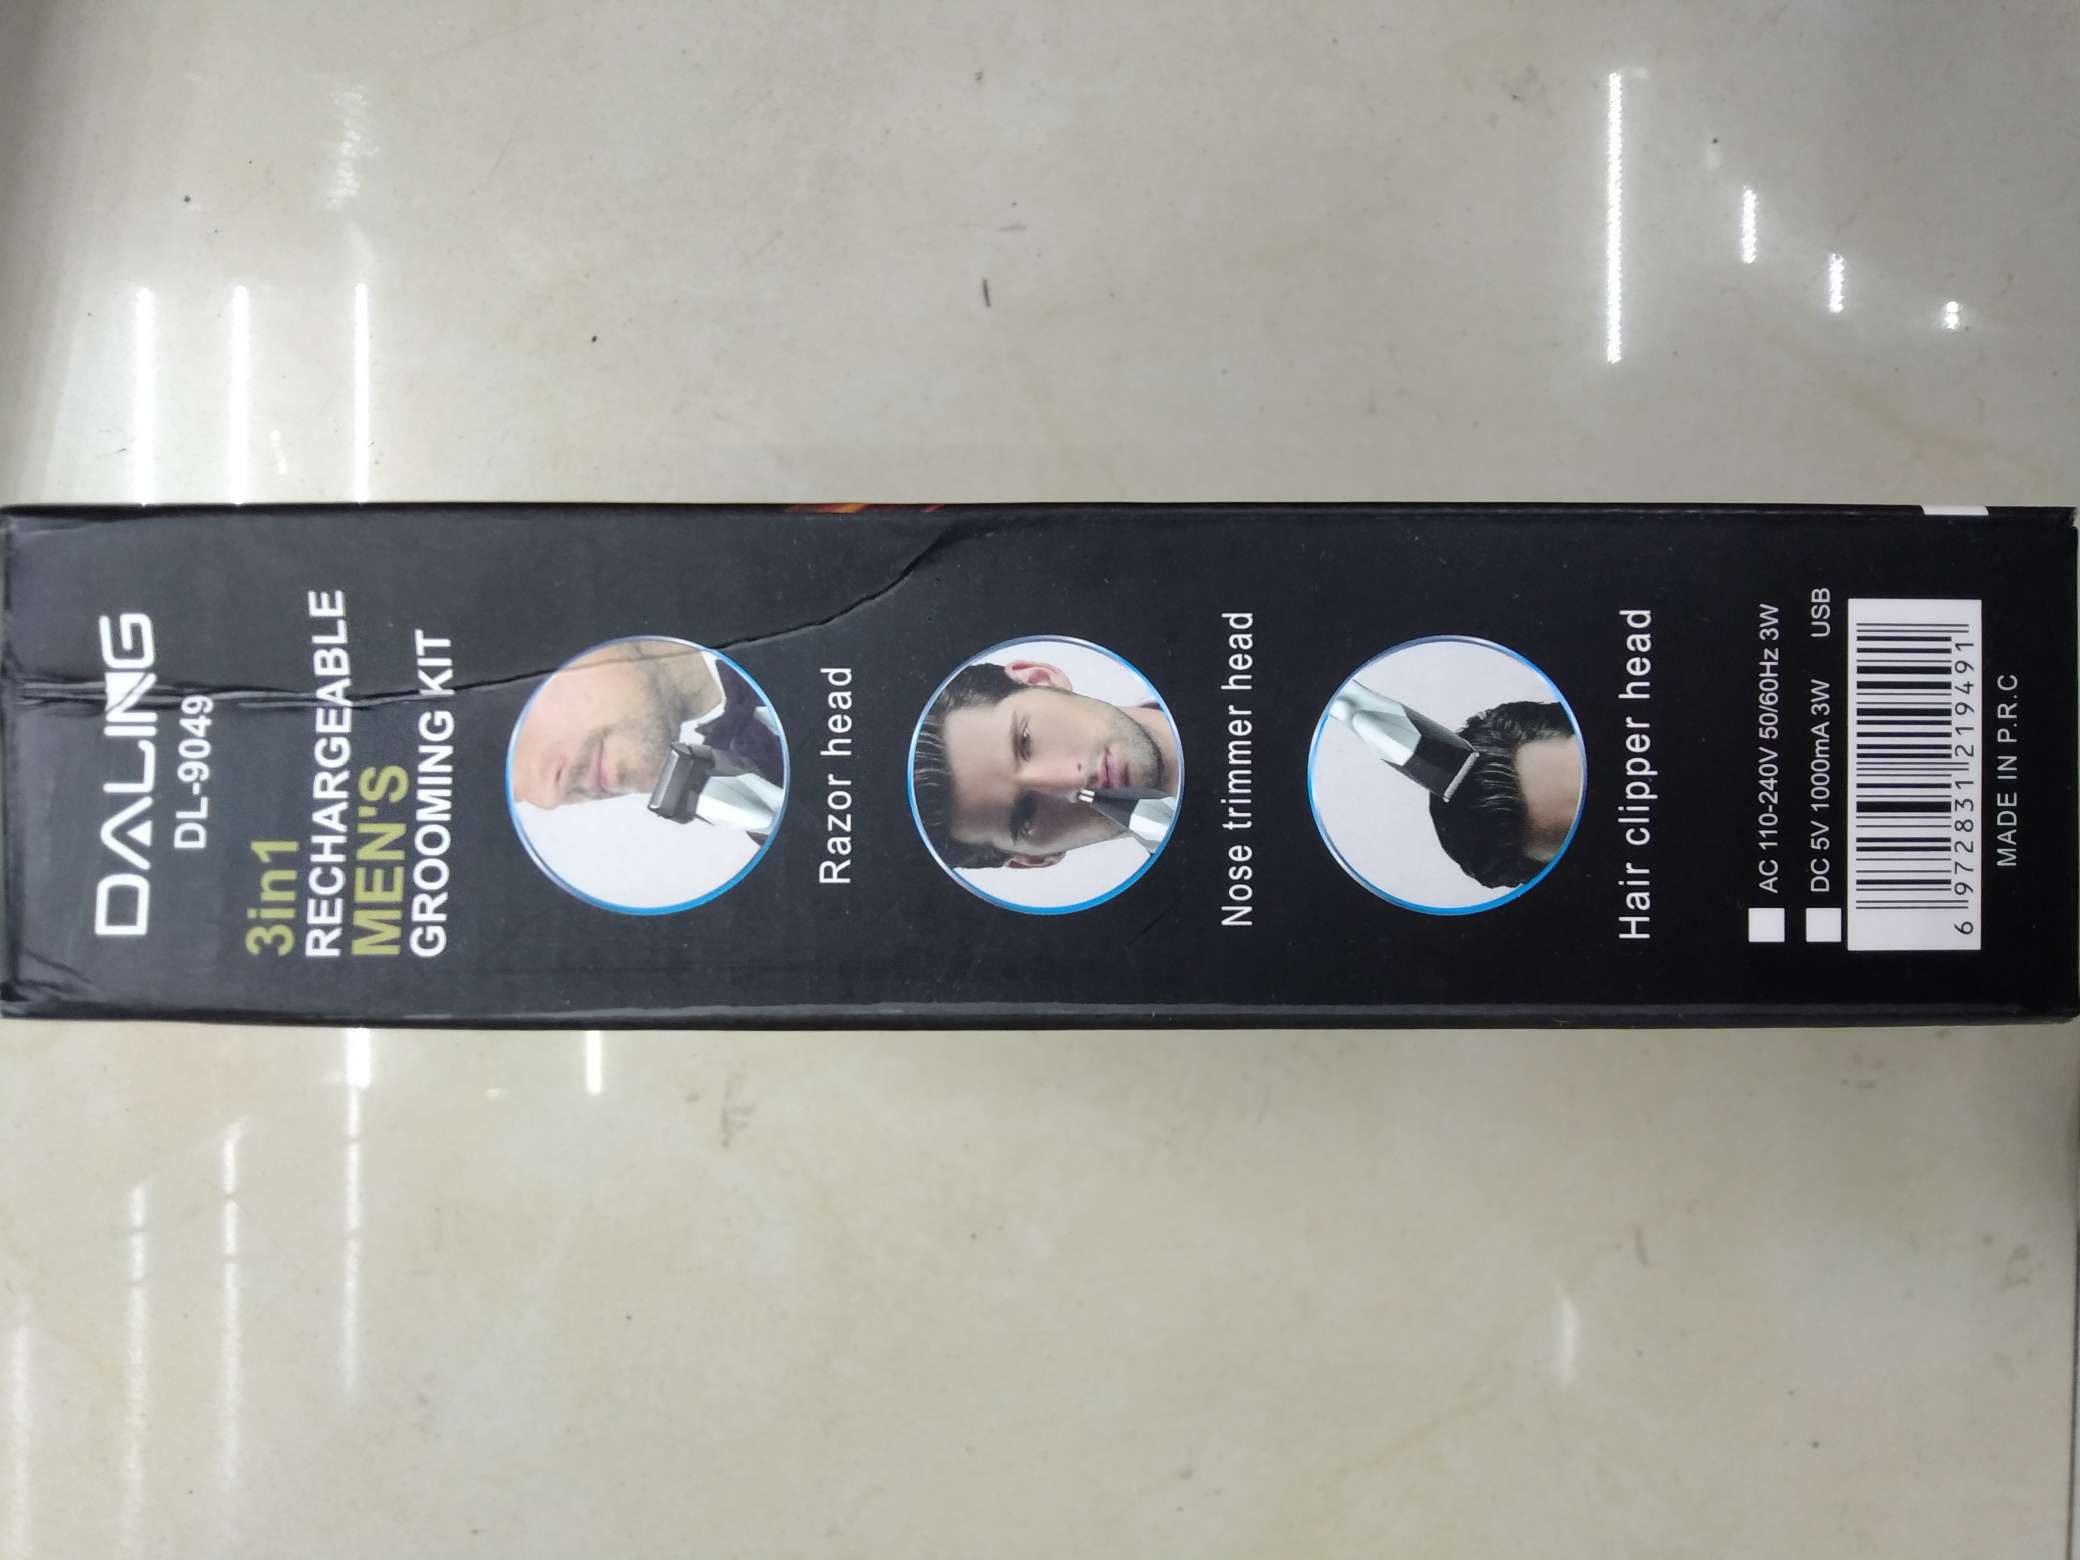 DALING
DL-9049
3in1
RECHARGEABLE
MEN'S
GROOMING KIT
Razor head
Nose trimmer head
Hair clipper head
AC 110-240V 50/60Hz 3W
DC 5V 1000mA 3W USB
6 972831 219491
MADE IN P.R.C